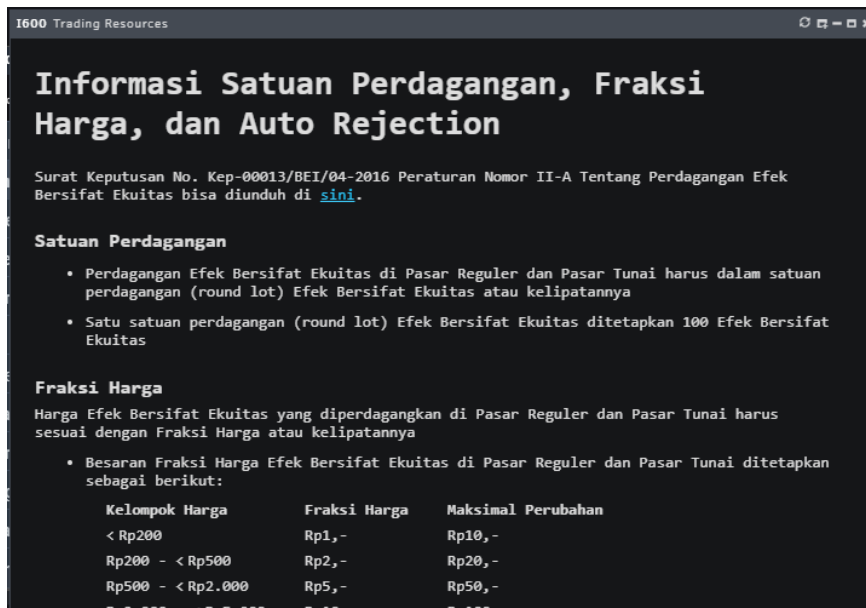 I600 Trading Resources
Informasi Satuan Perdagangan, Fraksi
Harga, dan Auto Rejection
Surat Keputusan No. Kep-00013/BEI/04-2016 Peraturan Nomor II-A Tentang Perdagangan Efek
Bersifat Ekuitas bisa diunduh di sini.
Satuan Perdagangan
• Perdagangan Efek Bersifat Ekuitas di Pasar Reguler dan Pasar Tunai harus dalam satuan
perdagangan (round lot) Efek Bersifat Ekuitas atau kelipatannya
• Satu satuan perdagangan (round lot) Efek Bersifat Ekuitas ditetapkan 100 Efek Bersifat
Ekuitas
Fraksi Harga
Harga Efek Bersifat Ekuitas yang diperdagangkan di Pasar Reguler dan Pasar Tunai harus
sesuai dengan Fraksi Harga atau kelipatannya
• Besaran Fraksi Harga Efek Bersifat Ekuitas di Pasar Reguler dan Pasar Tunai ditetapkan
sebagai berikut:
Kelompok Harga Fraksi Harga Maksimal Perubahan
< Rp200 Rp1,- Rp10,-
Rp200 - < Rp500 Rp2,- Rp20,-
Rp500 - < Rp2.000 Rp5,- Rp50,-